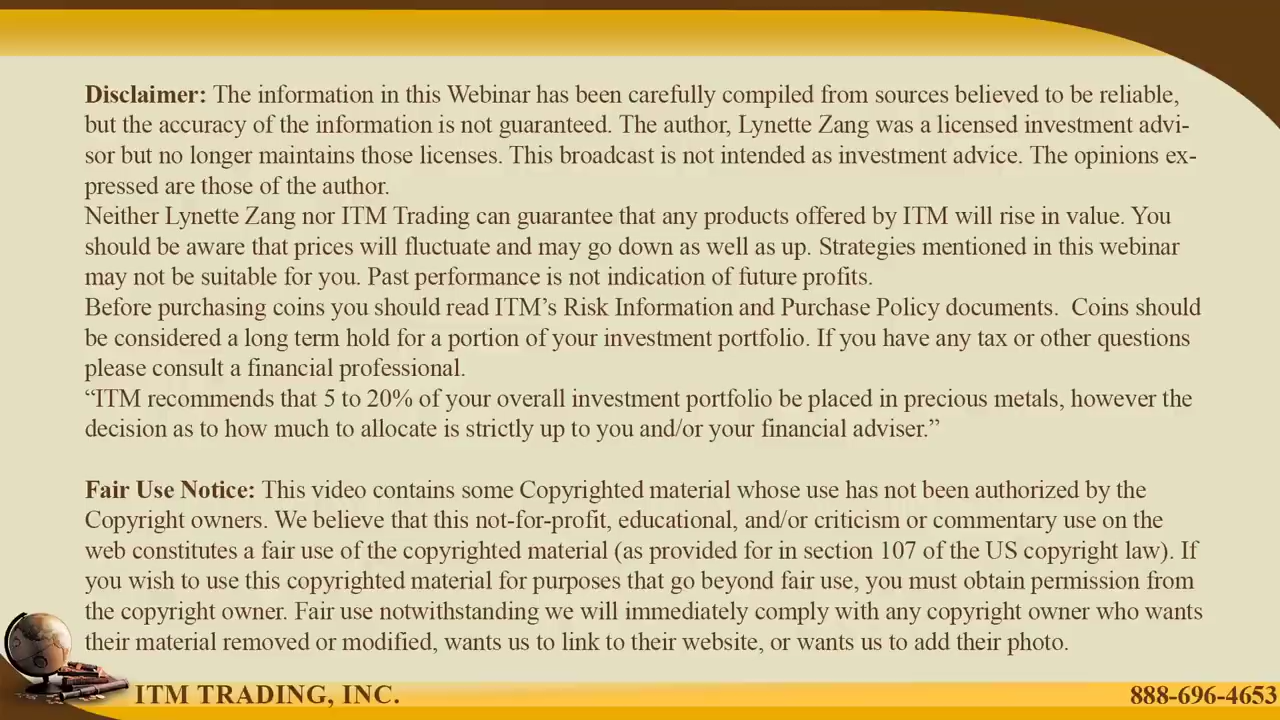 Disclaimer: The information in this Webinar has been carefully compiled from sources believed to be reliable,
but the accuracy of the information is not guaranteed. The author, Lynette Zang was a licensed investment advi-
sor but no longer maintains those licenses. This broadcast is not intended as investment advice. The opinions ex-
pressed are those of the author.
Neither Lynette Zang nor ITM Trading can guarantee that any products offered by ITM will rise in value. You
should be aware that prices will fluctuate and may go down as well as up. Strategies mentioned in this webinar
may not be suitable for you. Past performance is not indication of future profits.
Before purchasing coins you should read ITM’s Risk Information and Purchase Policy documents.  Coins should
be considered a long term hold for a portion of your investment portfolio. If you have any tax or other questions
please consult a financial professional.
“ITM recommends that 5 to 20% of your overall investment portfolio be placed in precious metals, however the
decision as to how much to allocate is strictly up to you and/or your financial adviser.”
Fair Use Notice: This video contains some Copyrighted material whose use has not been authorized by the
Copyright owners. We believe that this not-for-profit, educational, and/or criticism or commentary use on the
web constitutes a fair use of the copyrighted material (as provided for in section 107 of the US copyright law). If
you wish to use this copyrighted material for purposes that go beyond fair use, you must obtain permission from
the copyright owner. Fair use notwithstanding we will immediately comply with any copyright owner who wants
their material removed or modified, wants us to link to their website, or wants us to add their photo.
ITM TRADING, INC.
888-696-4653